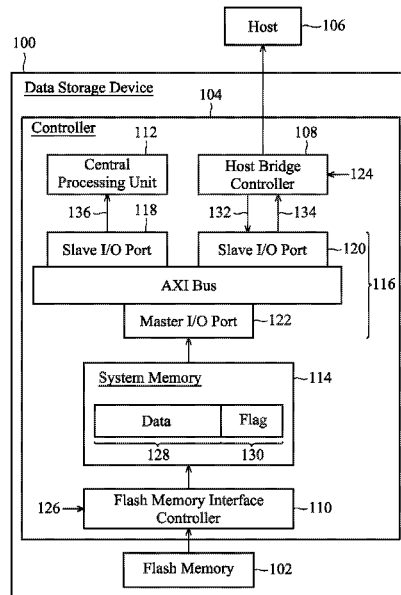 Host
106
100
Data Storage Device
104
Controller
112
108
Central
Processing Unit
Host Bridge
Controller
124
136
118
132
134
Slave I/O Port
Slave I/O Port
120
AXI Bus
116
Master I/O Port
122
System Memory
114
Data
Flag
128
130
126
Flash Memory Interface
Controller
110
Flash Memory
102